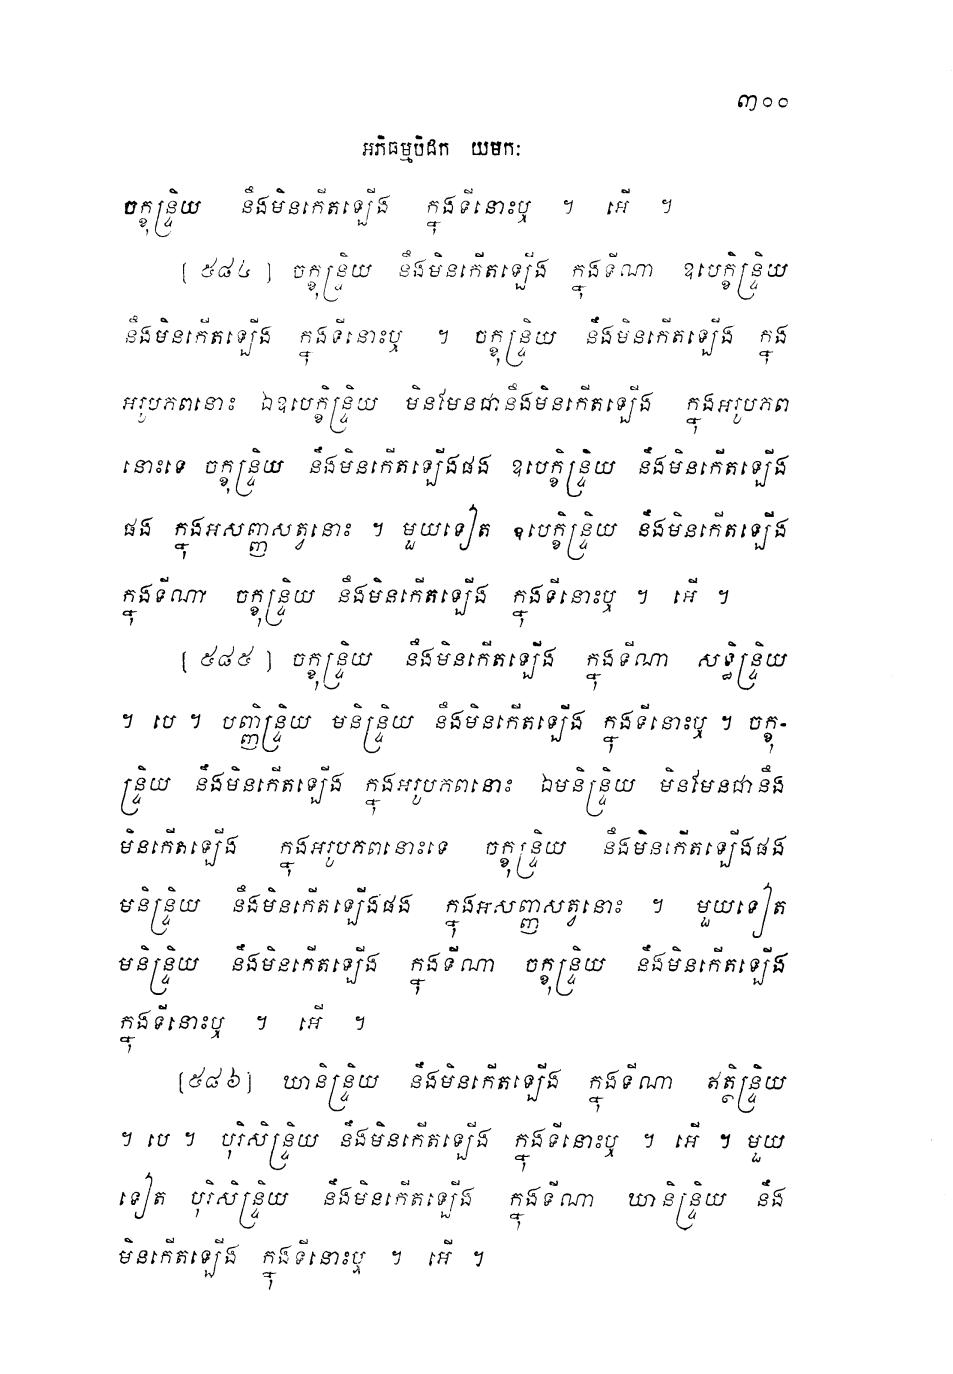 ៣០០
អភិធម្មបិដក យមកៈ
ចក្ខុន្ទ្រិយ នឹងមិនកើតឡើង ក្នុងទីនោះឬ ។ អើ ។
[ ៥៨៤ ] ចក្ខុន្ទ្រិយ នឹងមិនកើតឡើង ក្នុងទីណា ឧបេក្ខិន្ទ្រិយ
នឹងមិនកើតឡើង ក្នុងទីនោះឬ ។ ចក្ខុន្ទ្រិយ នឹងមិនកើតឡើង ក្នុង
អរូបភពនោះ ឯឧបេក្ខិន្ទ្រិយ មិនមែនជានឹងមិនកើតឡើង ក្នុងអរូបភព
នោះទេ ចក្ខុន្ទ្រិយ នឹងមិនកើតឡើងផង ឧបេក្ខិន្ទ្រិយ នឹងមិនកើតឡើង
ផង ក្នុងអសញ្ញសត្វនោះ ។ មួយទៀត ឧបេក្ខិន្ទ្រិយ នឹងមិនកើតឡើង
ក្នុងទីណា ចក្ខុន្ទ្រិយ នឹងមិនកើតឡើង ក្នុងទីនោះឬ ។ អើ ។
[ ៥៨៥ ] ចក្ខុន្ទ្រិយ នឹងមិនកើតឡើង ក្នុងទីណា សទ្ធិន្ទ្រិយ
។ បេ ។ បញ្ញិន្ទ្រិយ មនិន្ទ្រិយ នឹងមិនកើតឡើង ក្នុងទីនោះឬ ។ ចក្ខុ-
ន្ទ្រិយ នឹងមិនកើតឡើង ក្នុងអរូបភពនោះ ឯមនិន្ទ្រិយ មិនមែនជានឹង
មិនកើតឡើង ក្នុងអរូបភពនោះទេ ចក្ខុន្ទ្រិយ នឹងមិនកើតឡើងផង
មនិន្ទ្រិយ នឹងមិនកើតឡើងផង ក្នុងអសញ្ញសត្វនោះ ។ មួយទៀត
មនិន្ទ្រិយ នឹងមិនកើតឡើង ក្នុងទីណា ចក្ខុន្ទ្រិយ នឹងមិនកើតឡើង
ក្នុងទីនោះឬ ។ អើ ។
[៥៨៦] ឃានិន្ទ្រិយ នឹងមិនកើតឡើង ក្នុងទីណា ឥត្ថិន្ទ្រិយ
។ បេ ។ បុរិសិន្ទ្រិយ នឹងមិនកើតឡើង ក្នុងទីនោះឬ ។ អើ ។ មួយ
ទៀត បុរិសិន្ទ្រិយ នឹងមិនកើតឡើង ក្នុងទីណា ឃានិន្ទ្រិយ នឹង
មិនកើតឡើង ក្នុងទីនោះឬ ។ អើ ។